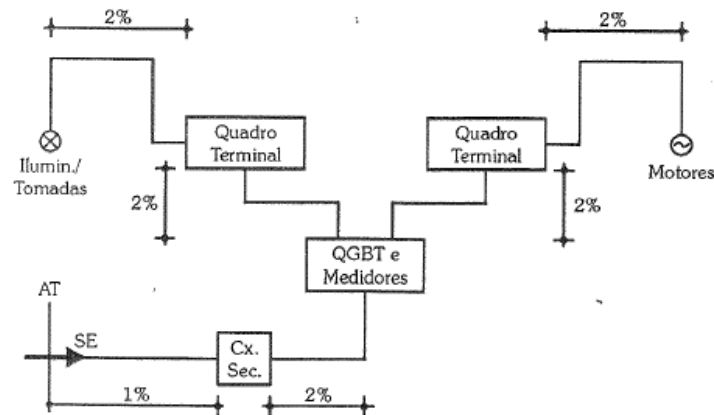 2%
2%
Quadro
Terminal
Quadro
Terminal
Ilumin./
Tomadas
Motores
2%
2%
QGBT e
Medidores
AT
SE
Cx.
Sec.
1%
2%